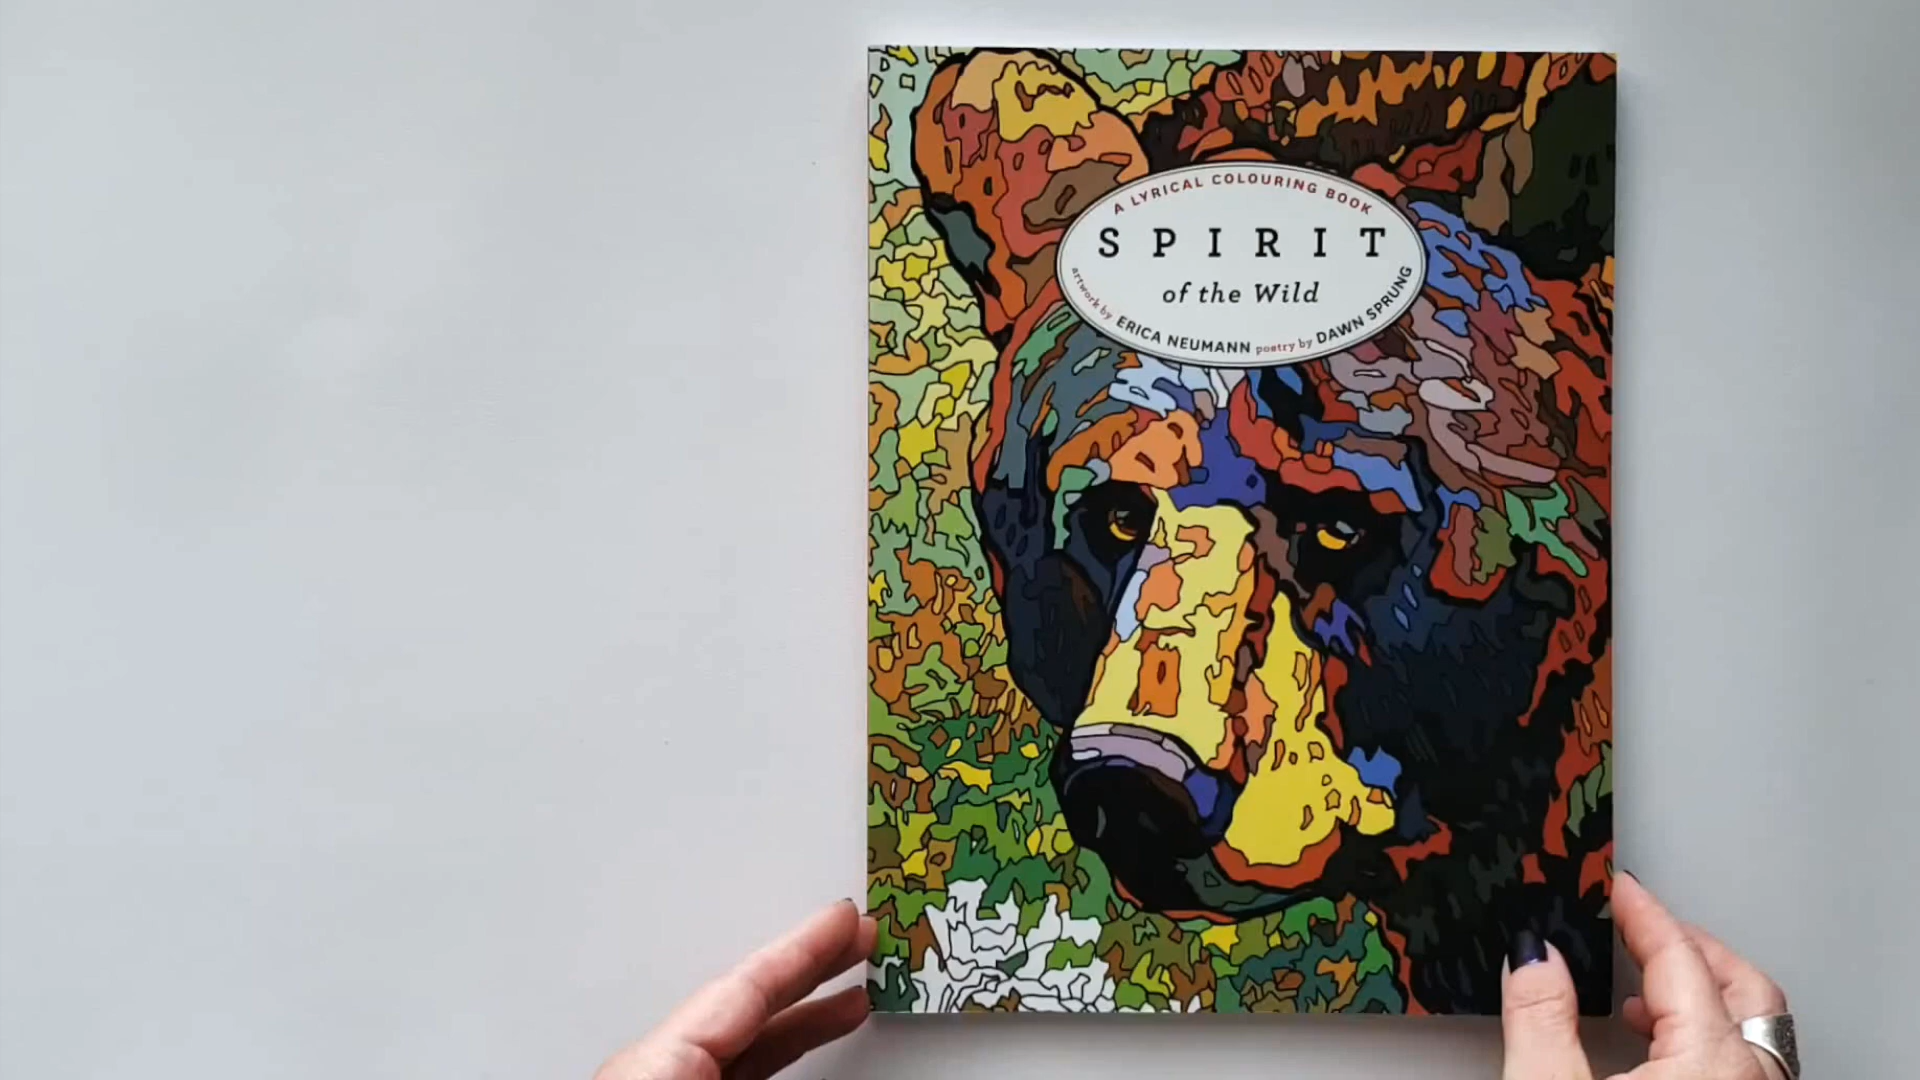 A LYRICAL COLOURING BOOK
SPIRIT
of the Wild
artwork by ERICA NEUMANN poetry by DAWN SPRUNG